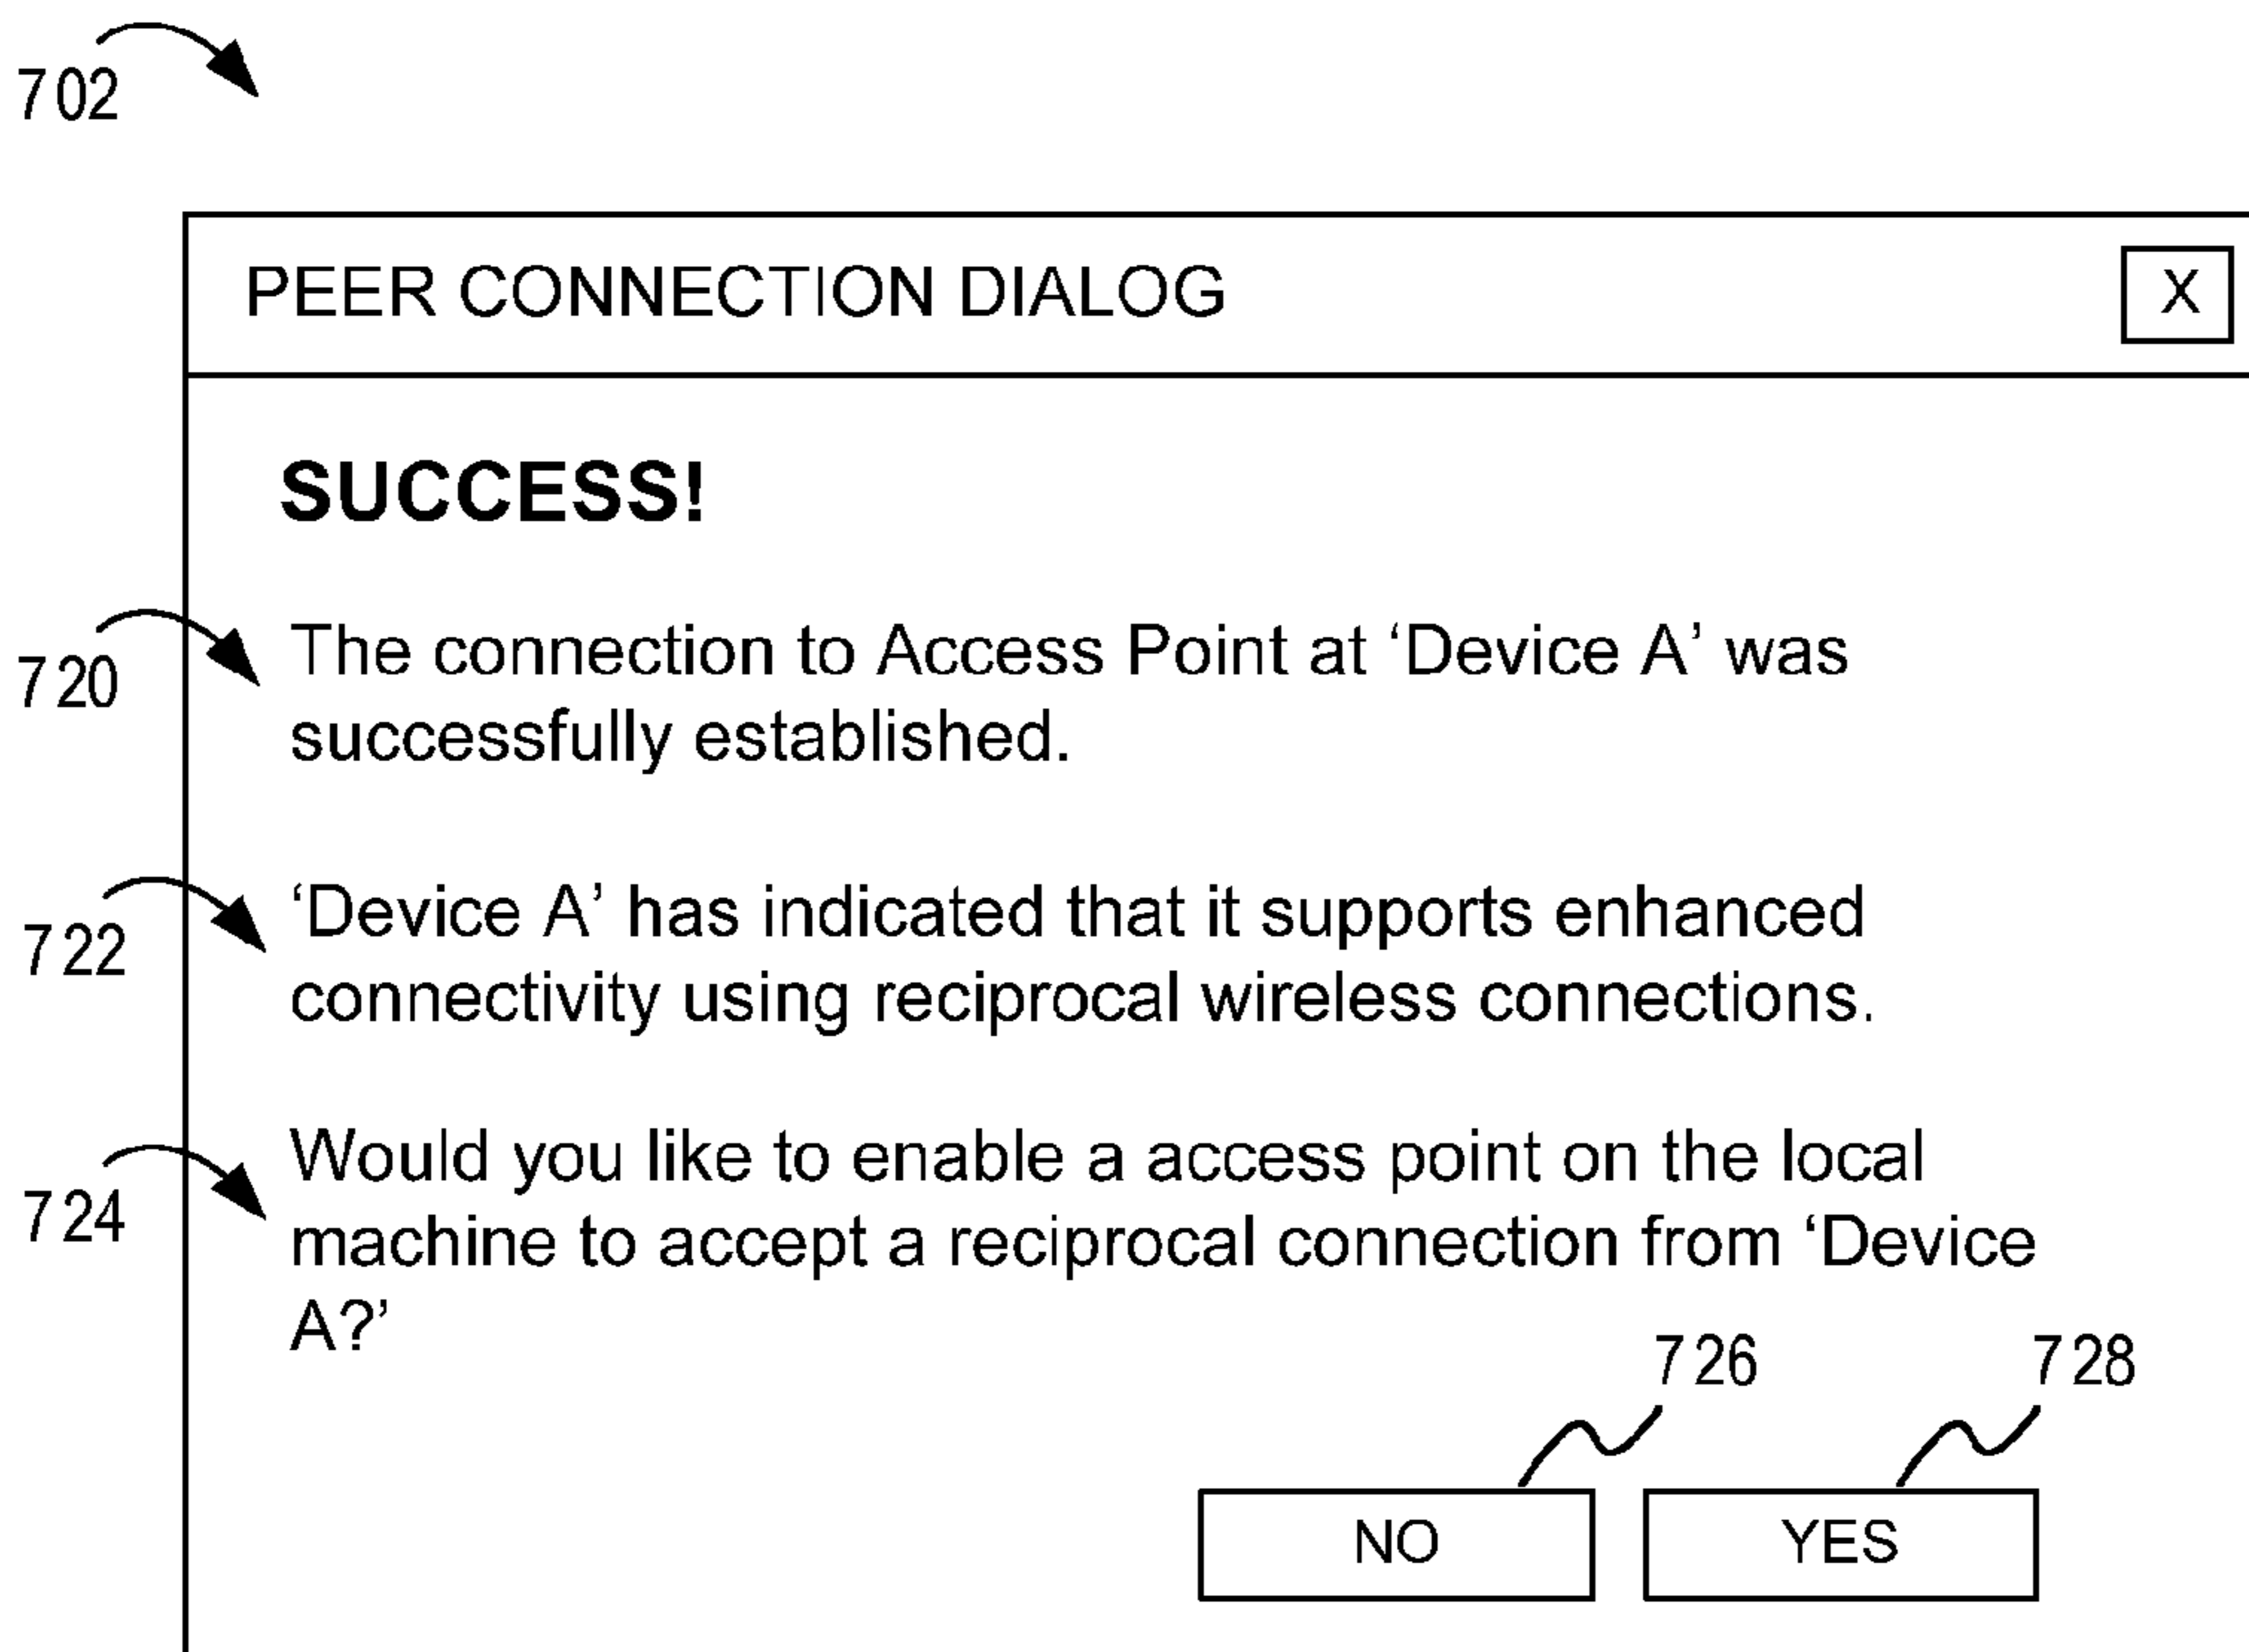 702
PEER CONNECTION DIALOG X
SUCCESS!
The connection to Access Point at ‘Device A’ was
720
successfully established.
‘Device A’ has indicated that it supports enhanced
722
connectivity using reciprocal wireless connections.
Would you like to enable a access point on the local
724
machine to accept a reciprocal connection from ‘Device
A?’
726 728
NO YES